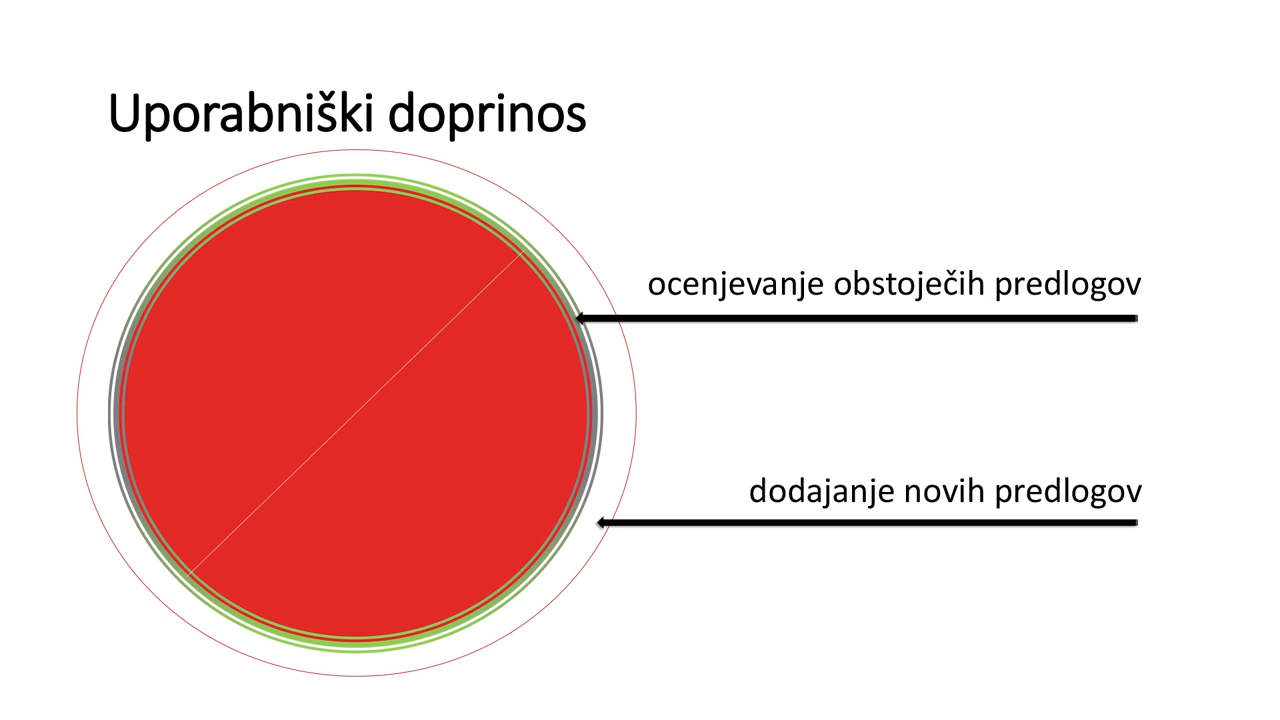 Uporabniški doprinos
ocenjevanje obstoječih predlogov
dodajanje novih predlogov